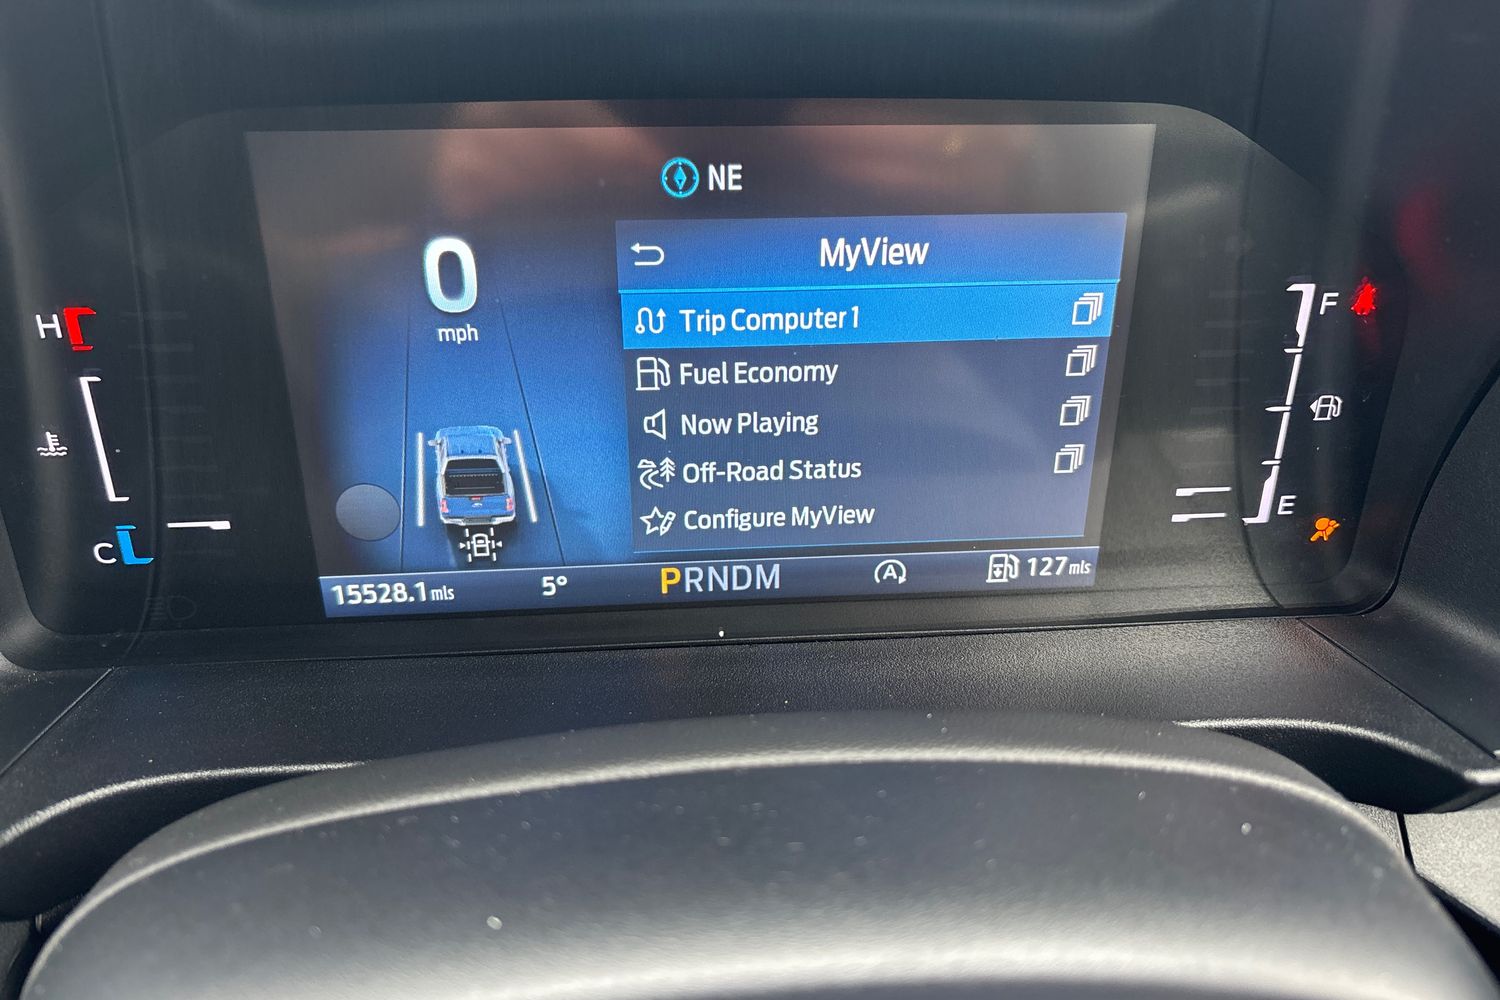 NE
0
mph
MyView
Trip Computer 1
Fuel Economy
Now Playing
Off-Road Status
Configure MyView
15528.1 mls
5°
PRNDM
A
127 mls
H
C
F
E